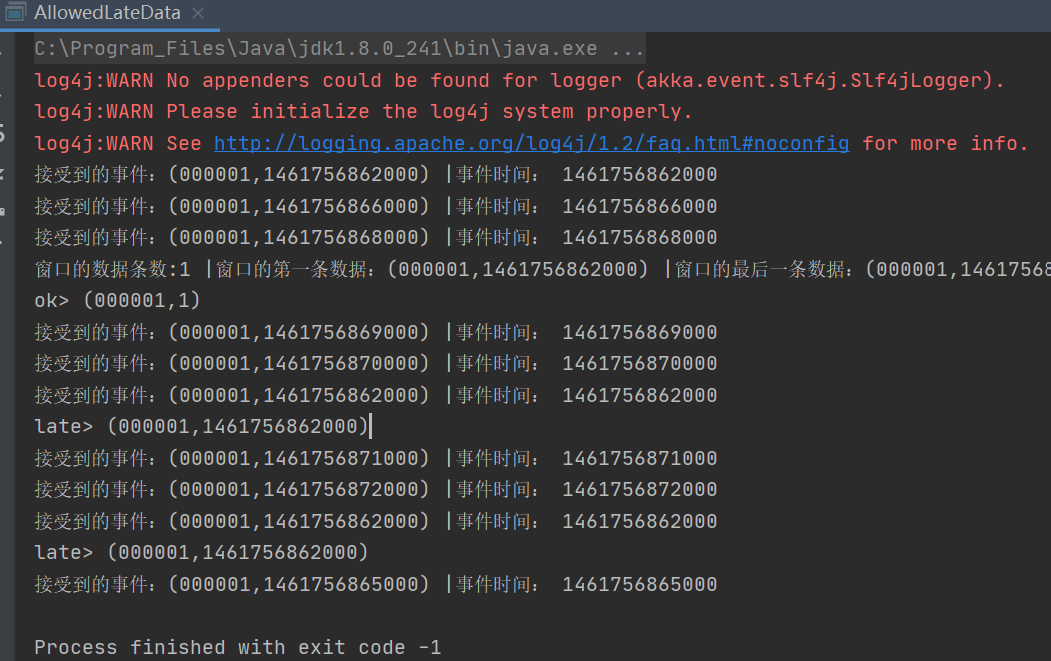 AllowedLateData
C:\Program_Files\Java\jdk1.8.0_241\bin\java.exe ...
log4j:WARN No appenders could be found for logger (akka.event.slf4j.Slf4jLogger).
log4j:WARN Please initialize the log4j system properly.
log4j:WARN See http://logging.apache.org/log4j/1.2/faq.html#noconfig for more info.
接受到的事件：(000001,1461756862000) |事件时间： 1461756862000
接受到的事件：(000001,1461756866000) |事件时间： 1461756866000
接受到的事件：(000001,1461756868000) |事件时间： 1461756868000
窗口的数据条数:1 |窗口的第一条数据：(000001,1461756862000) |窗口的最后一条数据：(000001,14617568
ok> (000001,1)
接受到的事件：(000001,1461756869000) |事件时间： 1461756869000
接受到的事件：(000001,1461756870000) |事件时间： 1461756870000
接受到的事件：(000001,1461756862000) |事件时间： 1461756862000
late> (000001,1461756862000)
接受到的事件：(000001,1461756871000) |事件时间： 1461756871000
接受到的事件：(000001,1461756872000) |事件时间： 1461756872000
接受到的事件：(000001,1461756862000) |事件时间： 1461756862000
late> (000001,1461756862000)
接受到的事件：(000001,1461756865000) |事件时间： 1461756865000
Process finished with exit code -1